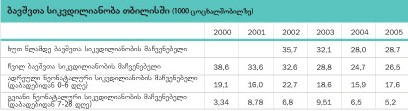 ბავშვთა სიკვდილიანობა თბილისში (1000 ცოცხალშობილზე)
2000 2001 2002 2003 2004 2005
ხუთ წლამდე ბავშვთა სიკვდილიანობის მაჩვენებელი 35,7 32,1 28,0 28,7
ჩვილ ბავშვთა სიკვდილიანობის მაჩვენებელი 38,6 33,6 32,6 28,8 24,7 26,5
ადრეული ნეონატალური სიკვდილიანობის მაჩვენებელი
(დაბადებიდან 0-6 დღე) 19,1 16,0 22,7 18,6 15,9 17,6
გვიანი ნეონატალური სიკვდილიანობის მაჩვენებელი
(დაბადებიდან 7-28 დღე) 3,34 8,78 6,8 9,51 6,5 5,2